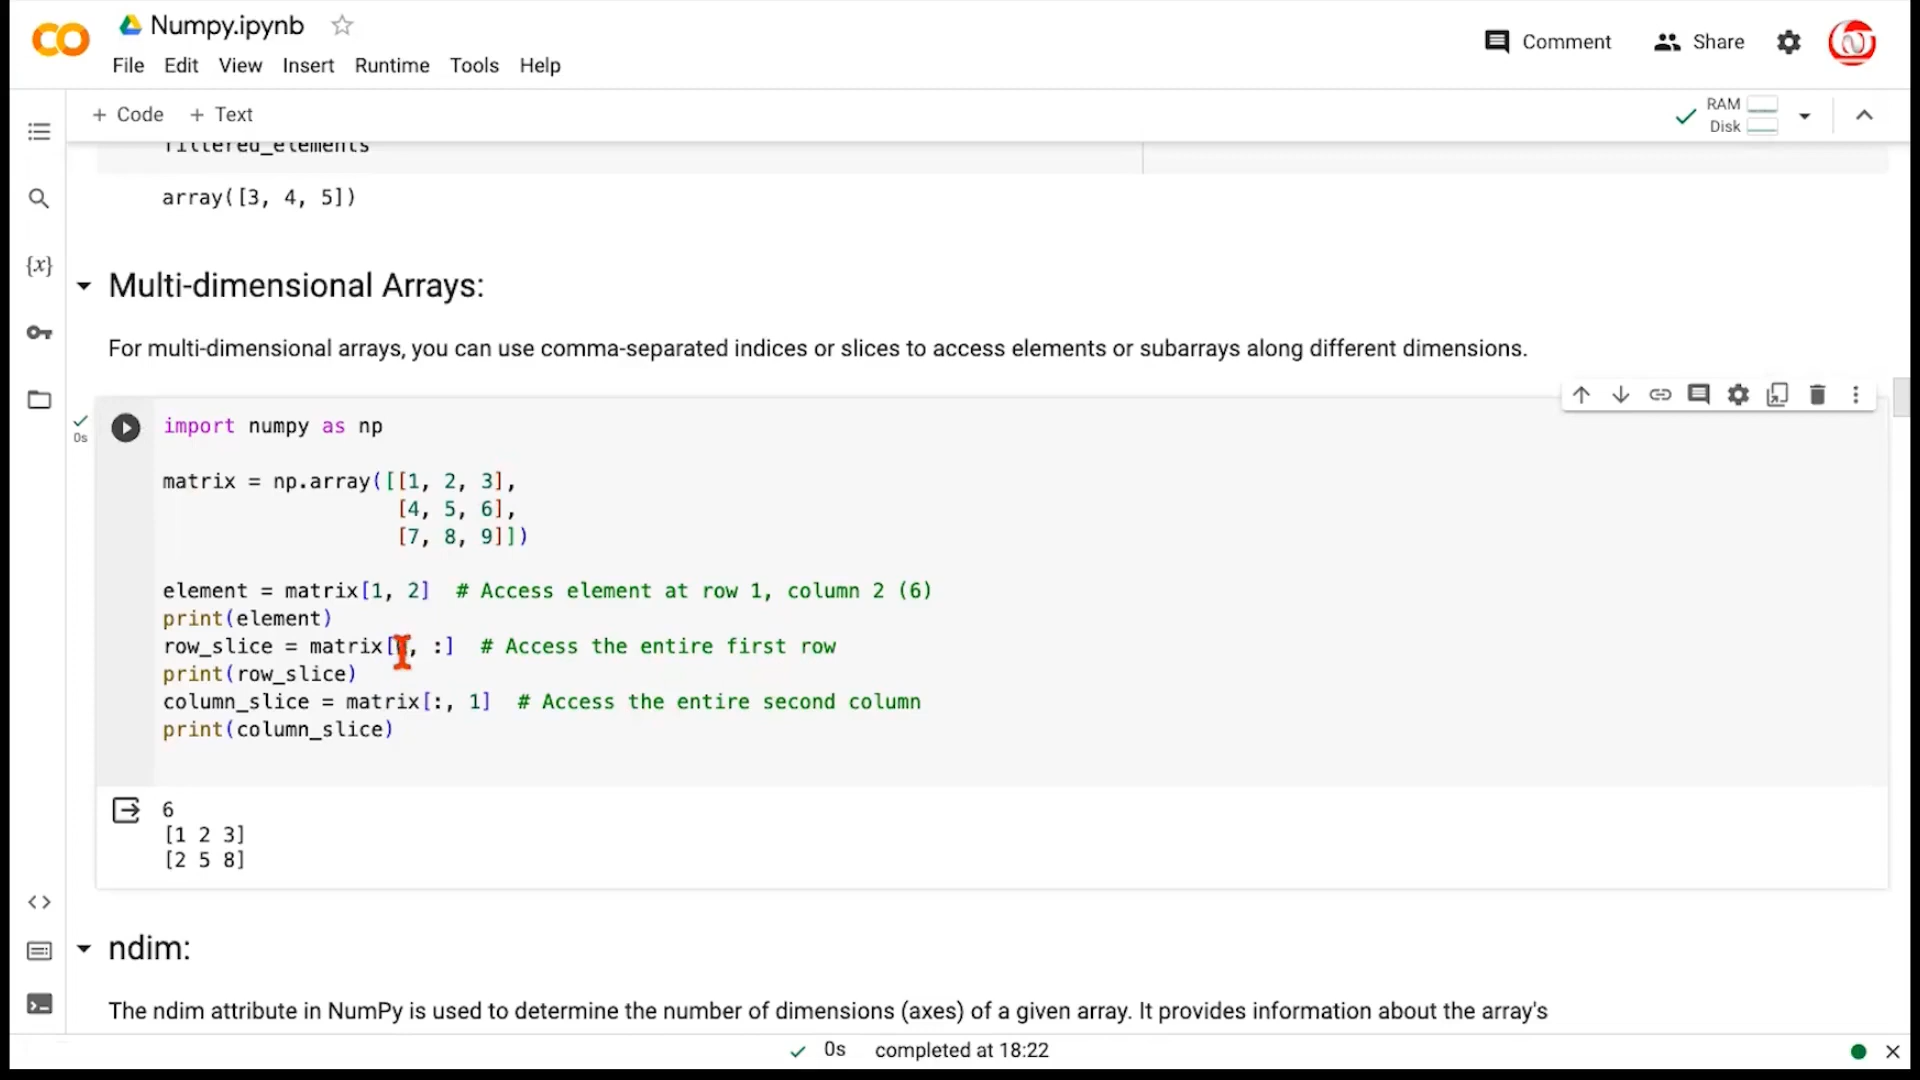 Numpy.ipynb
File Edit View Insert Runtime Tools Help
Comment
Share
+ Code + Text
RAM
Disk
filtered_elements
array([3, 4, 5])
{x}
Multi-dimensional Arrays:
For multi-dimensional arrays, you can use comma-separated indices or slices to access elements or subarrays along different dimensions.
0s
import numpy as np
matrix = np.array([[1, 2, 3],
[4, 5, 6],
[7, 8, 9]])
element = matrix[1, 2]  # Access element at row 1, column 2 (6)
print(element)
row_slice = matrix[ , :]  # Access the entire first row
print(row_slice)
column_slice = matrix[:, 1]  # Access the entire second column
print(column_slice)
6
[1 2 3]
[2 5 8]
ndim:
The ndim attribute in NumPy is used to determine the number of dimensions (axes) of a given array. It provides information about the array's
0s completed at 18:22